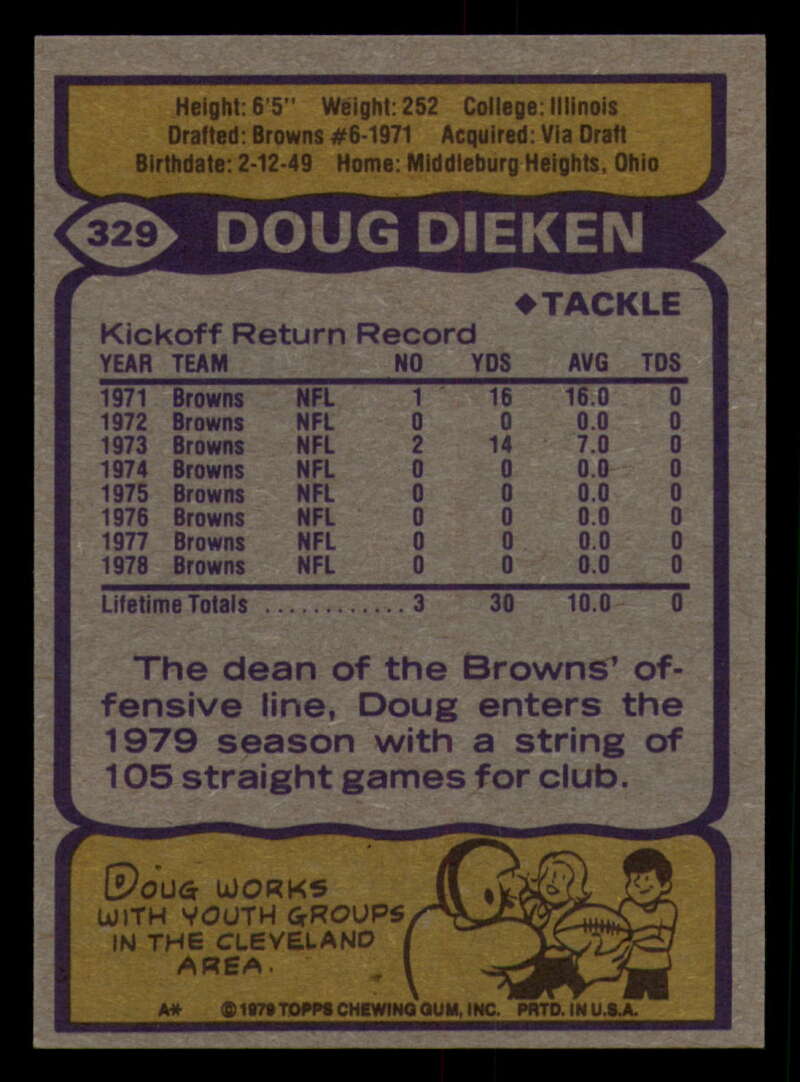 Height: 6'5" Weight: 252 College: Illinois
Drafted: Browns #6-1971 Acquired: Via Draft
Birthdate: 2-12-49 Home: Middleburg Heights, Ohio
329 DOUG DIEKEN
◆TACKLE
Kickoff Return Record
YEAR TEAM NO YDS AVG TDS
1971 Browns NFL 1 16 16.0 0
1972 Browns NFL 0 0 0.0 0
1973 Browns NFL 2 14 7.0 0
1974 Browns NFL 0 0 0.0 0
1975 Browns NFL 0 0 0.0 0
1976 Browns NFL 0 0 0.0 0
1977 Browns NFL 0 0 0.0 0
1978 Browns NFL 0 0 0.0 0
Lifetime Totals ............ 3 30 10.0 0
The dean of the Browns' of-
fensive line, Doug enters the
1979 season with a string of
105 straight games for club.
DOUG WORKS
WITH YOUTH GROUPS
IN THE CLEVELAND
AREA.
A* ©1979 TOPPS CHEWING GUM, INC. PRTD. IN U.S.A.